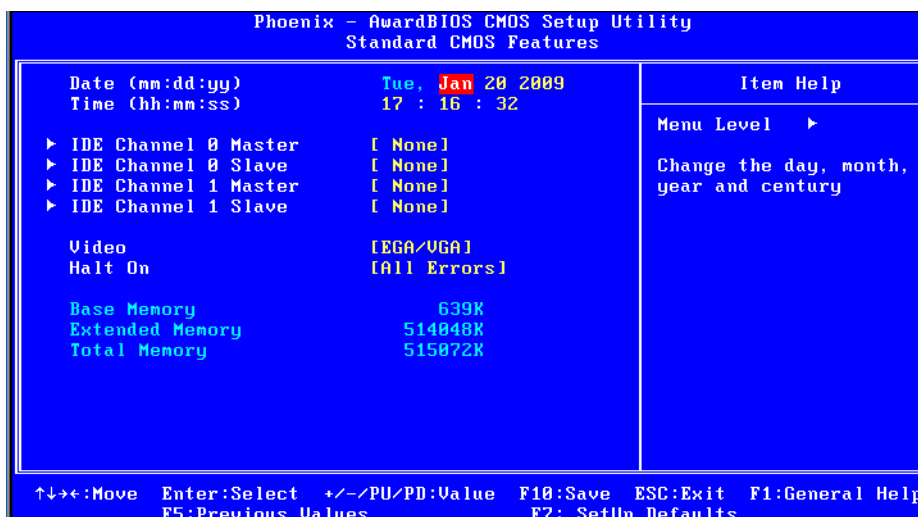 Phoenix - AwardBIOS CMOS Setup Utility
Standard CMOS Features
Date (mm:dd:yy) Tue, Jan 20 2009
Time (hh:mm:ss) 17 : 16 : 32
► IDE Channel 0 Master [ None]
► IDE Channel 0 Slave [ None]
► IDE Channel 1 Master [ None]
► IDE Channel 1 Slave [ None]
Video [EGA/VGA]
Halt On [All Errors]
Base Memory 639K
Extended Memory 514048K
Total Memory 515072K
Item Help
Menu Level ►
Change the day, month,
year and century
↑↓→←:Move Enter:Select +/-/PU/PD:Value F10:Save ESC:Exit F1:General Help
F5:Previous Values F7: SetUp Defaults